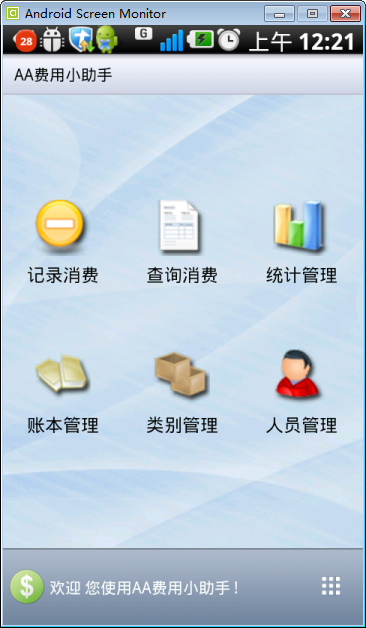 Android Screen Monitor
28 G 上午 12:21
AA费用小助手
记录消费 查询消费 统计管理
账本管理 类别管理 人员管理
$ 欢迎 您使用AA费用小助手！